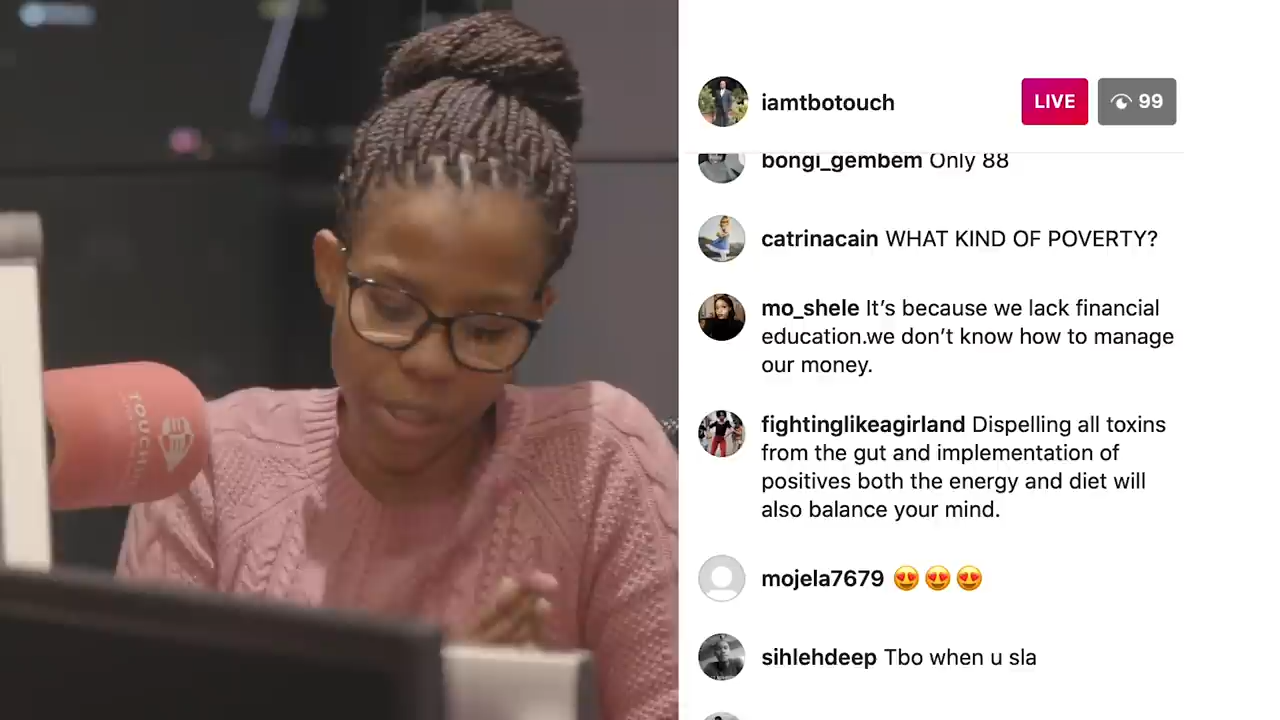 iamtbotouch
LIVE
99
bongi_gembem Only 88
catrinacain WHAT KIND OF POVERTY?
mo_shele It’s because we lack financial
education.we don’t know how to manage
our money.
fightinglikeagirland Dispelling all toxins
from the gut and implementation of
positives both the energy and diet will
also balance your mind.
mojela7679 😍 😍 😍
sihlehdeep Tbo when u sla
TOUCH